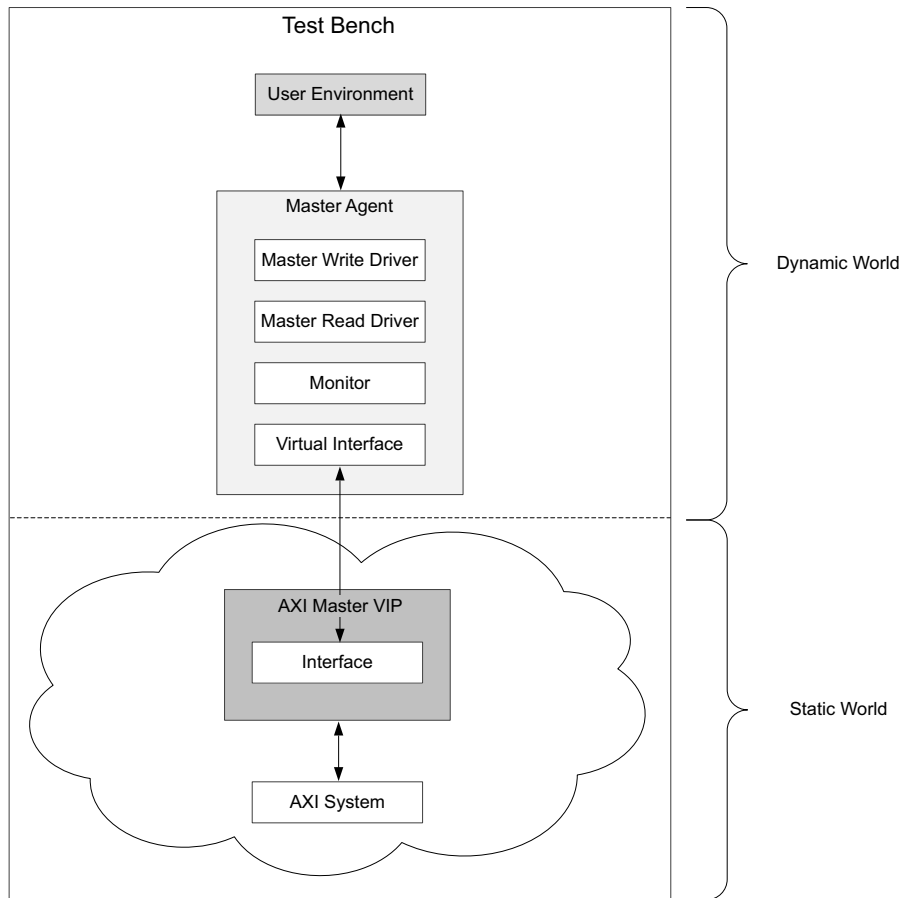 Test Bench
User Environment
Master Agent
Master Write Driver
Master Read Driver
Monitor
Virtual Interface
Dynamic World
AXI Master VIP
Interface
AXI System
Static World